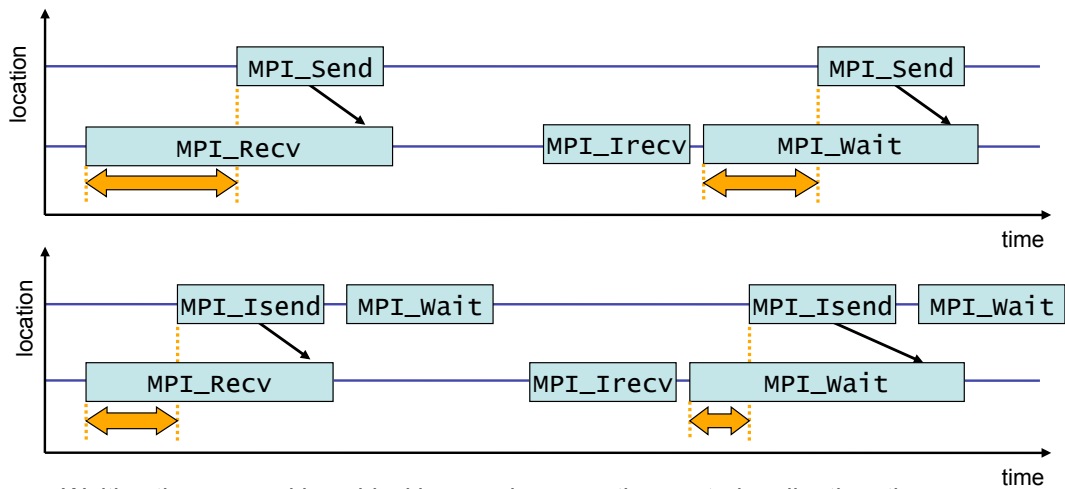 location
MPI_Send MPI_Send
MPI_Recv MPI_Irecv MPI_Wait
time
location
MPI_Isend MPI_Wait MPI_Isend MPI_Wait
MPI_Recv MPI_Irecv MPI_Wait
time